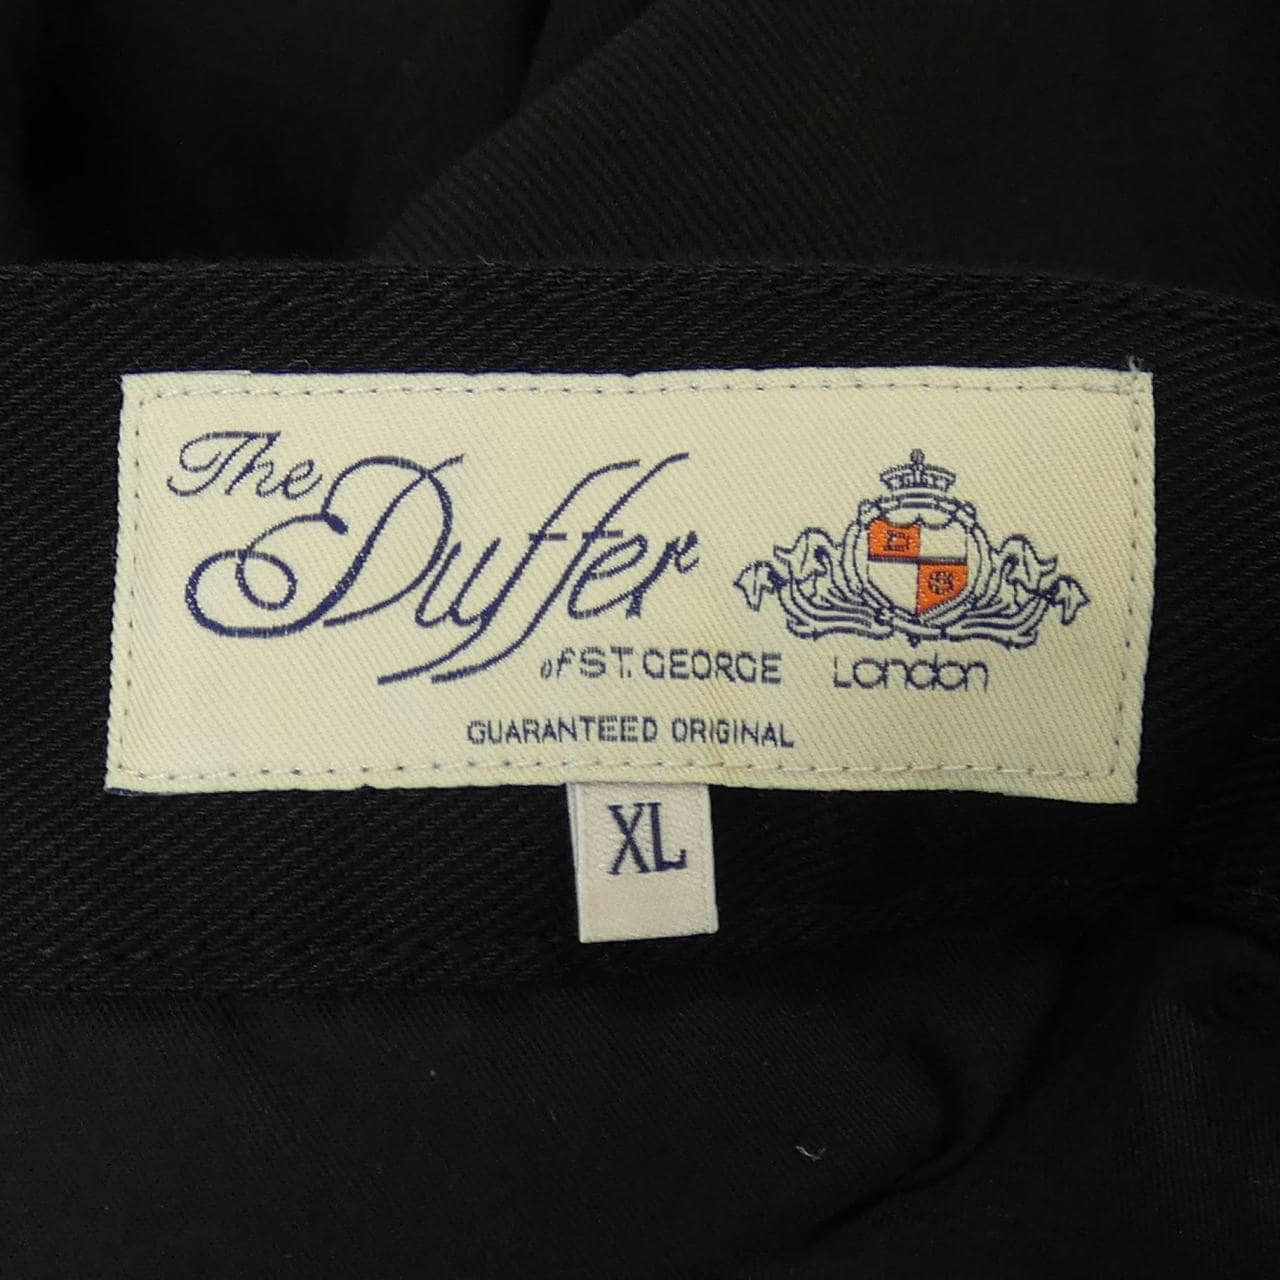 The
Duffer
of ST. GEORGE
D
S
London
GUARANTEED ORIGINAL
XL